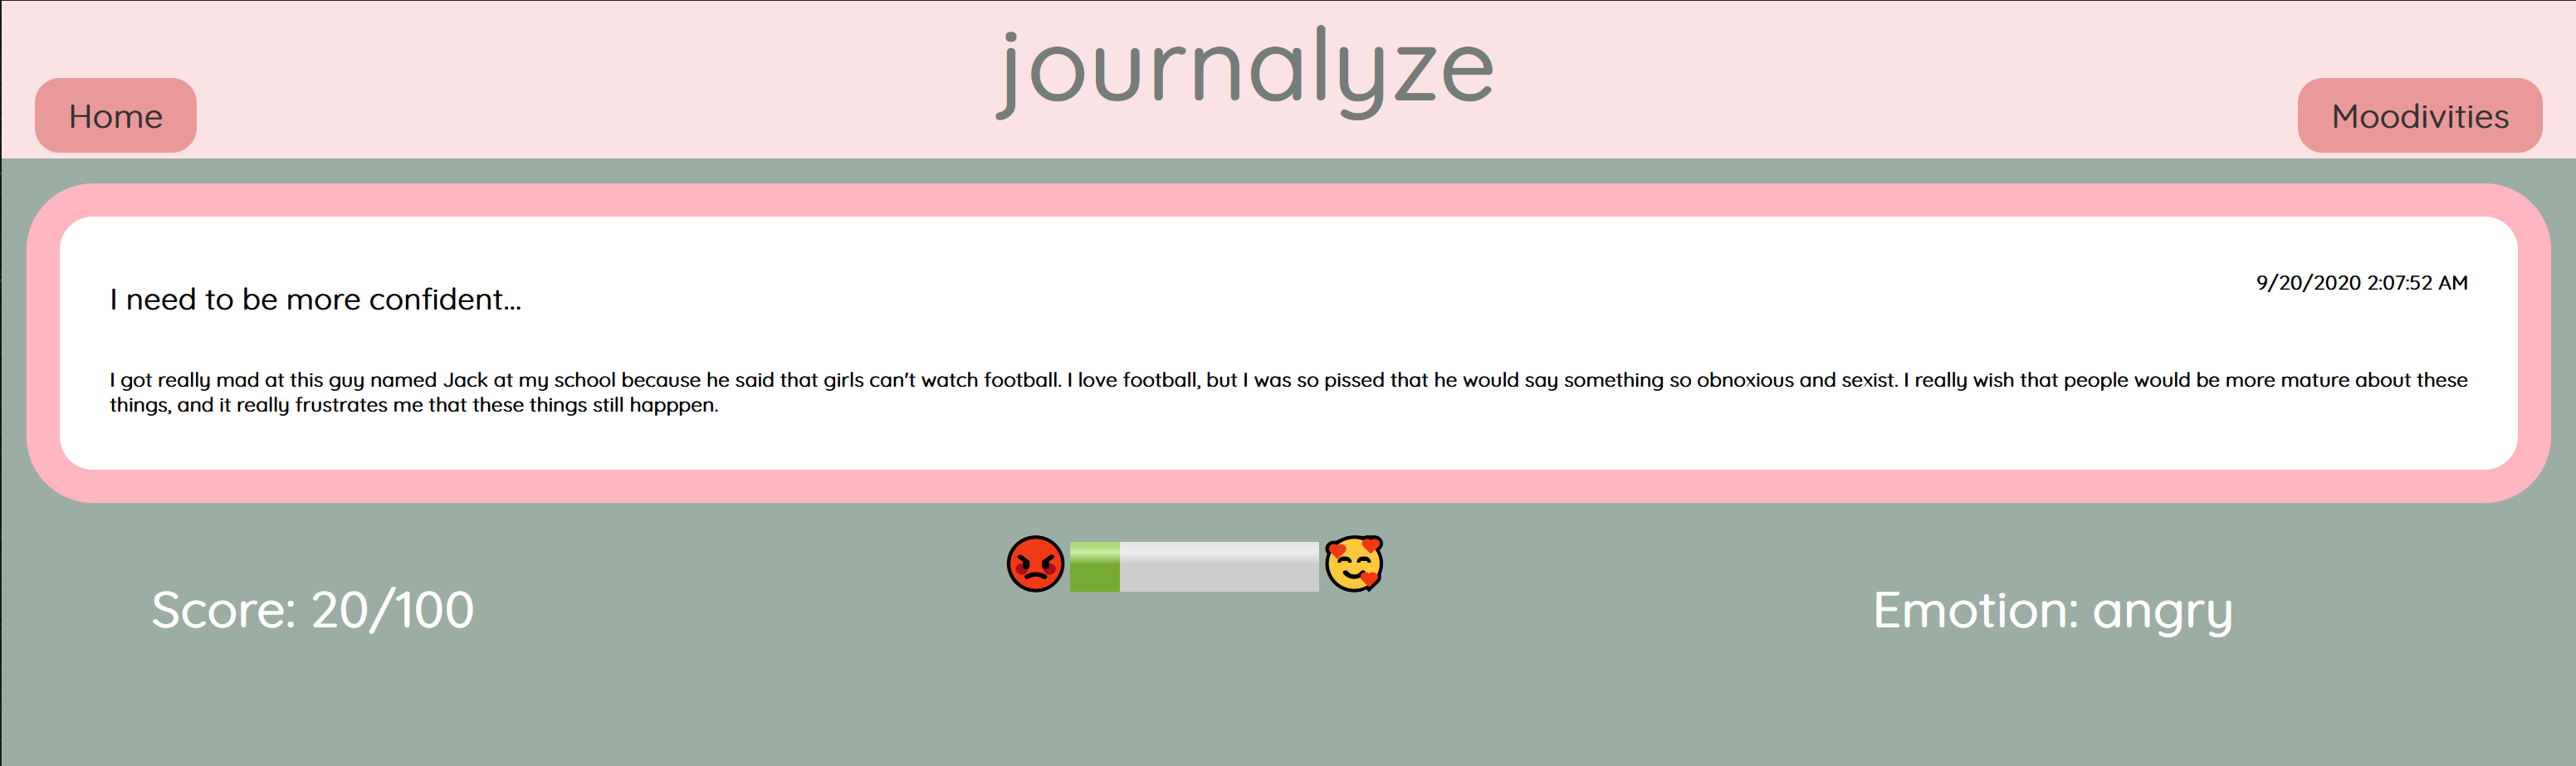 journalyze
Home
Moodivities
I need to be more confident...
9/20/2020 2:07:52 AM
I got really mad at this guy named Jack at my school because he said that girls can't watch football. I love football, but I was so pissed that he would say something so obnoxious and sexist. I really wish that people would be more mature about these
things, and it really frustrates me that these things still happpen.
Score: 20/100
Emotion: angry